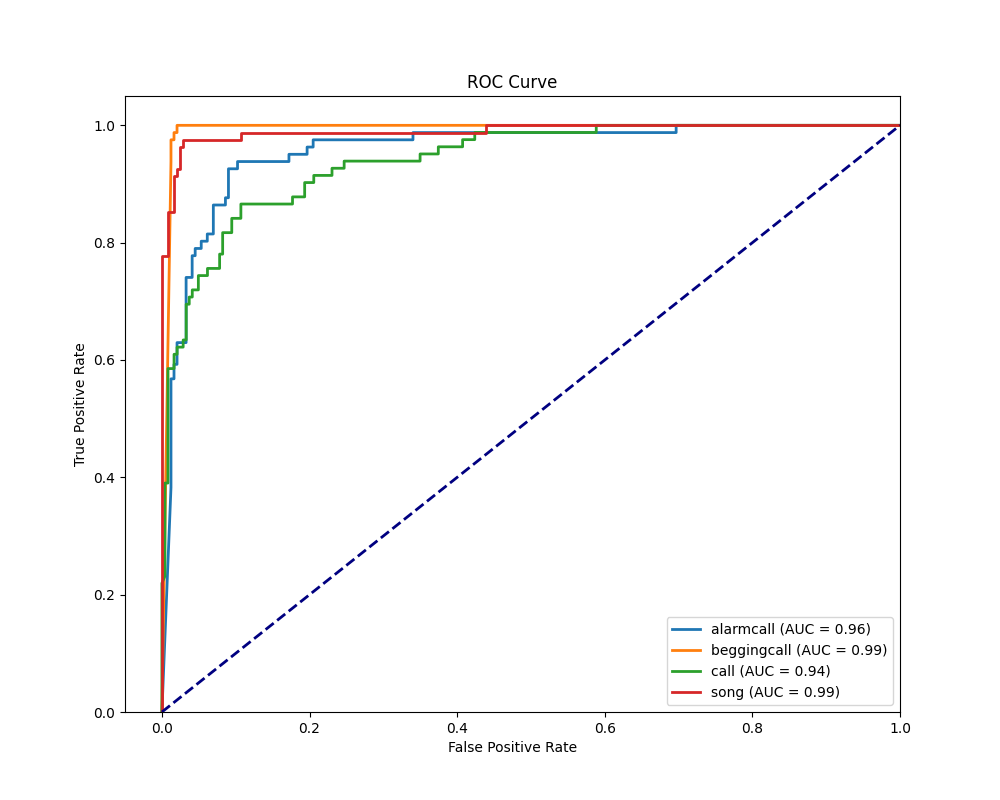 ROC Curve
1.0
0.8
0.6
0.4
0.2
0.0
True Positive Rate
0.0 0.2 0.4 0.6 0.8 1.0
False Positive Rate
alarmcall (AUC = 0.96)
beggingcall (AUC = 0.99)
call (AUC = 0.94)
song (AUC = 0.99)